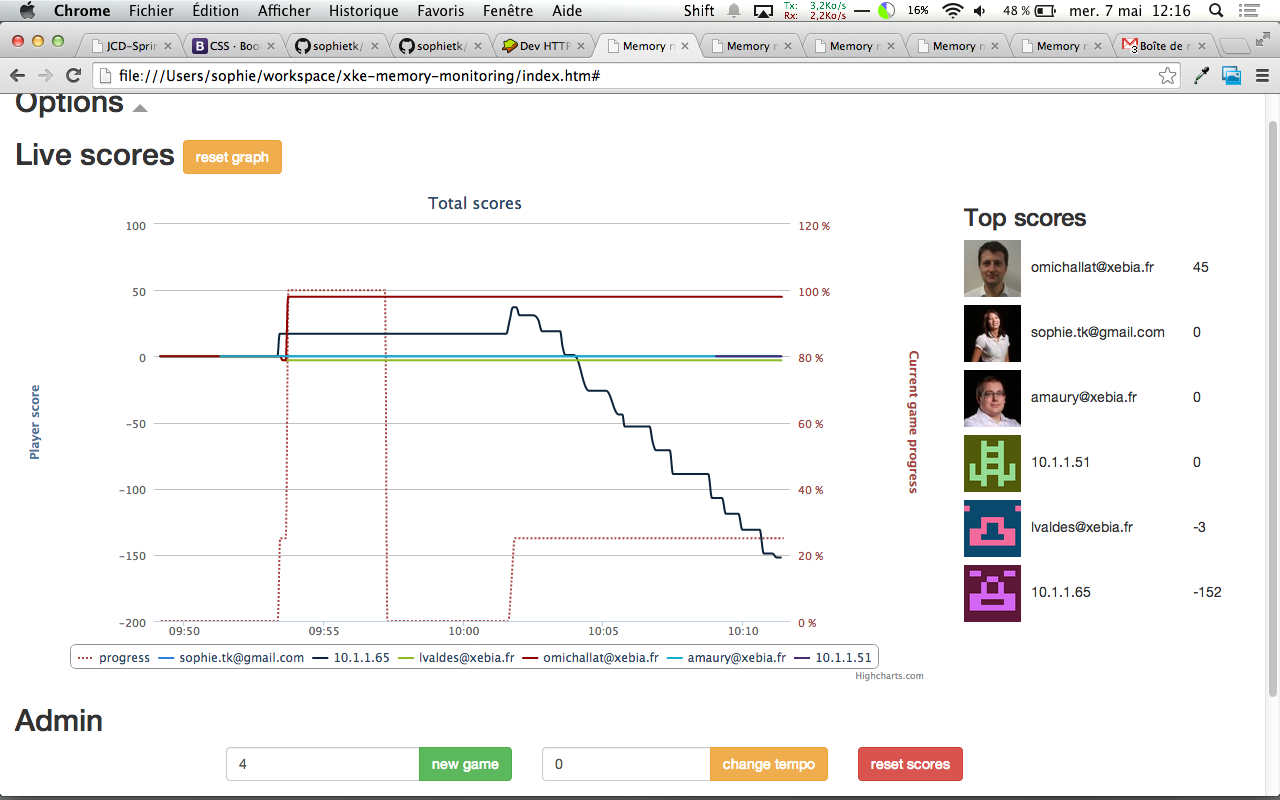 Chrome Fichier Édition Afficher Historique Favoris Fenêtre Aide Shift Tx: 3,2Ko/s Rx: 2,2Ko/s 16% 48 % mer. 7 mai 12:16
JCD-Sprin CSS · Boo sophietk/ sophietk/ Dev HTTP Memory n Memory n Memory n Memory n Memory n Boîte de r
3
file:///Users/sophie/workspace/xke-memory-monitoring/index.htm#
Options
Live scores reset graph
Total scores
100
50
0
-50
-100
-150
-200
Player score
120 %
100 %
80 %
60 %
40 %
20 %
0 %
Current game progress
09:50 09:55 10:00 10:05 10:10
progress sophie.tk@gmail.com 10.1.1.65 lvaldes@xebia.fr omichallat@xebia.fr amaury@xebia.fr 10.1.1.51
Highcharts.com
Top scores
omichallat@xebia.fr 45
sophie.tk@gmail.com 0
amaury@xebia.fr 0
10.1.1.51 0
lvaldes@xebia.fr -3
10.1.1.65 -152
Admin
4 new game 0 change tempo reset scores